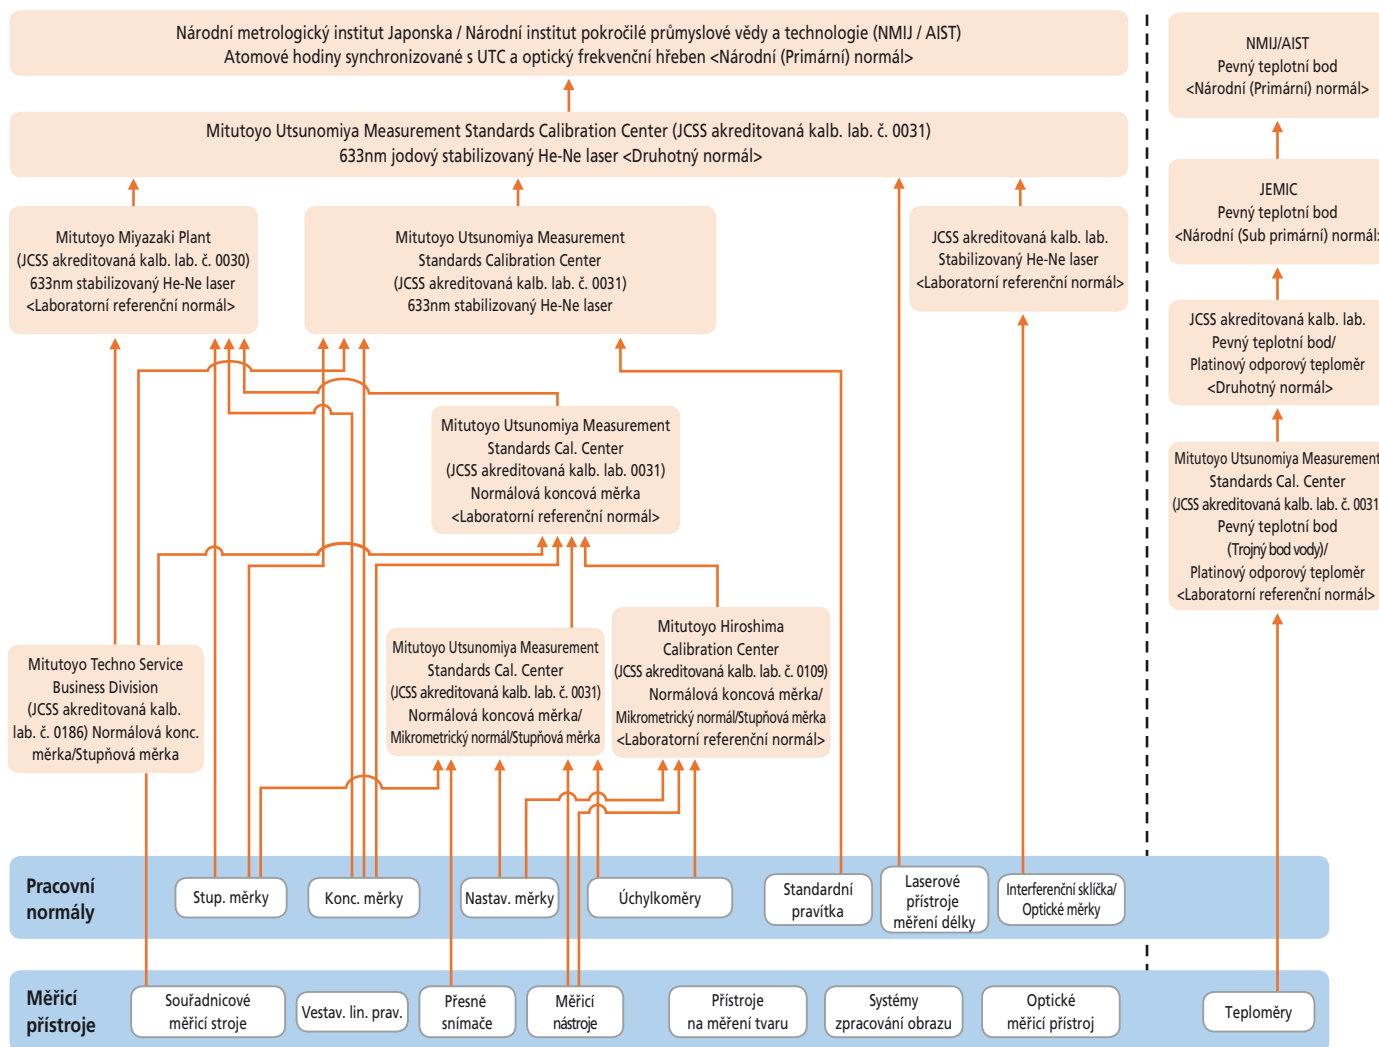 Národní metrologický institut Japonska / Národní institut pokročilé průmyslové vědy a technologie (NMIJ / AIST)
Atomové hodiny synchronizované s UTC a optický frekvenční hřeben <Národní (Primární) normál>
Mitutoyo Utsunomiya Measurement Standards Calibration Center (JCSS akreditovaná kalb. lab. č. 0031)
633nm jodový stabilizovaný He-Ne laser <Druhotný normál>
Mitutoyo Miyazaki Plant
(JCSS akreditovaná kalb. lab. č. 0030)
633nm stabilizovaný He-Ne laser
<Laboratorní referenční normál>
Mitutoyo Utsunomiya Measurement
Standards Calibration Center
(JCSS akreditovaná kalb. lab. č. 0031)
633nm stabilizovaný He-Ne laser
JCSS akreditovaná kalb. lab.
Stabilizovaný He-Ne laser
<Laboratorní referenční normál>
Mitutoyo Utsunomiya Measurement
Standards Cal. Center
(JCSS akreditovaná kalb. lab. 0031)
Normálová koncová měrka
<Laboratorní referenční normál>
Mitutoyo Techno Service
Business Division
(JCSS akreditovaná kalb.
lab. č. 0186) Normálová konc.
měrka/Stupňová měrka
Mitutoyo Utsunomiya Measurement
Standards Cal. Center
(JCSS akreditovaná kalb. lab. č. 0031)
Normálová koncová měrka/
Mikrometrický normál/Stupňová měrka
Mitutoyo Hiroshima
Calibration Center
(JCSS akreditovaná kalb. lab. č. 0109)
Normálová koncová měrka/
Mikrometrický normál/Stupňová měrka
<Laboratorní referenční normál>
NMIJ/AIST
Pevný teplotní bod
<Národní (Primární) normál>
JEMIC
Pevný teplotní bod
<Národní (Sub primární) normál>
JCSS akreditovaná kalb. lab.
Pevný teplotní bod/
Platinový odporový teploměr
<Druhotný normál>
Mitutoyo Utsunomiya Measurement
Standards Cal. Center
(JCSS akreditovaná kalb. lab. č. 0031
Pevný teplotní bod
(Trojný bod vody)/
Platinový odporový teploměr
<Laboratorní referenční normál>
Pracovní
normály
Stup. měrky
Konc. měrky
Nastav. měrky
Úchylkoměry
Standardní
pravítka
Laserové
přístroje
měření délky
Interferenční sklíčka/
Optické měrky
Měřicí
přístroje
Souřadnicové
měřicí stroje
Vestav. lin. prav.
Přesné
snímače
Měřicí
nástroje
Přístroje
na měření tvaru
Systémy
zpracování obrazu
Optické
měřicí přístroj
Teploměry